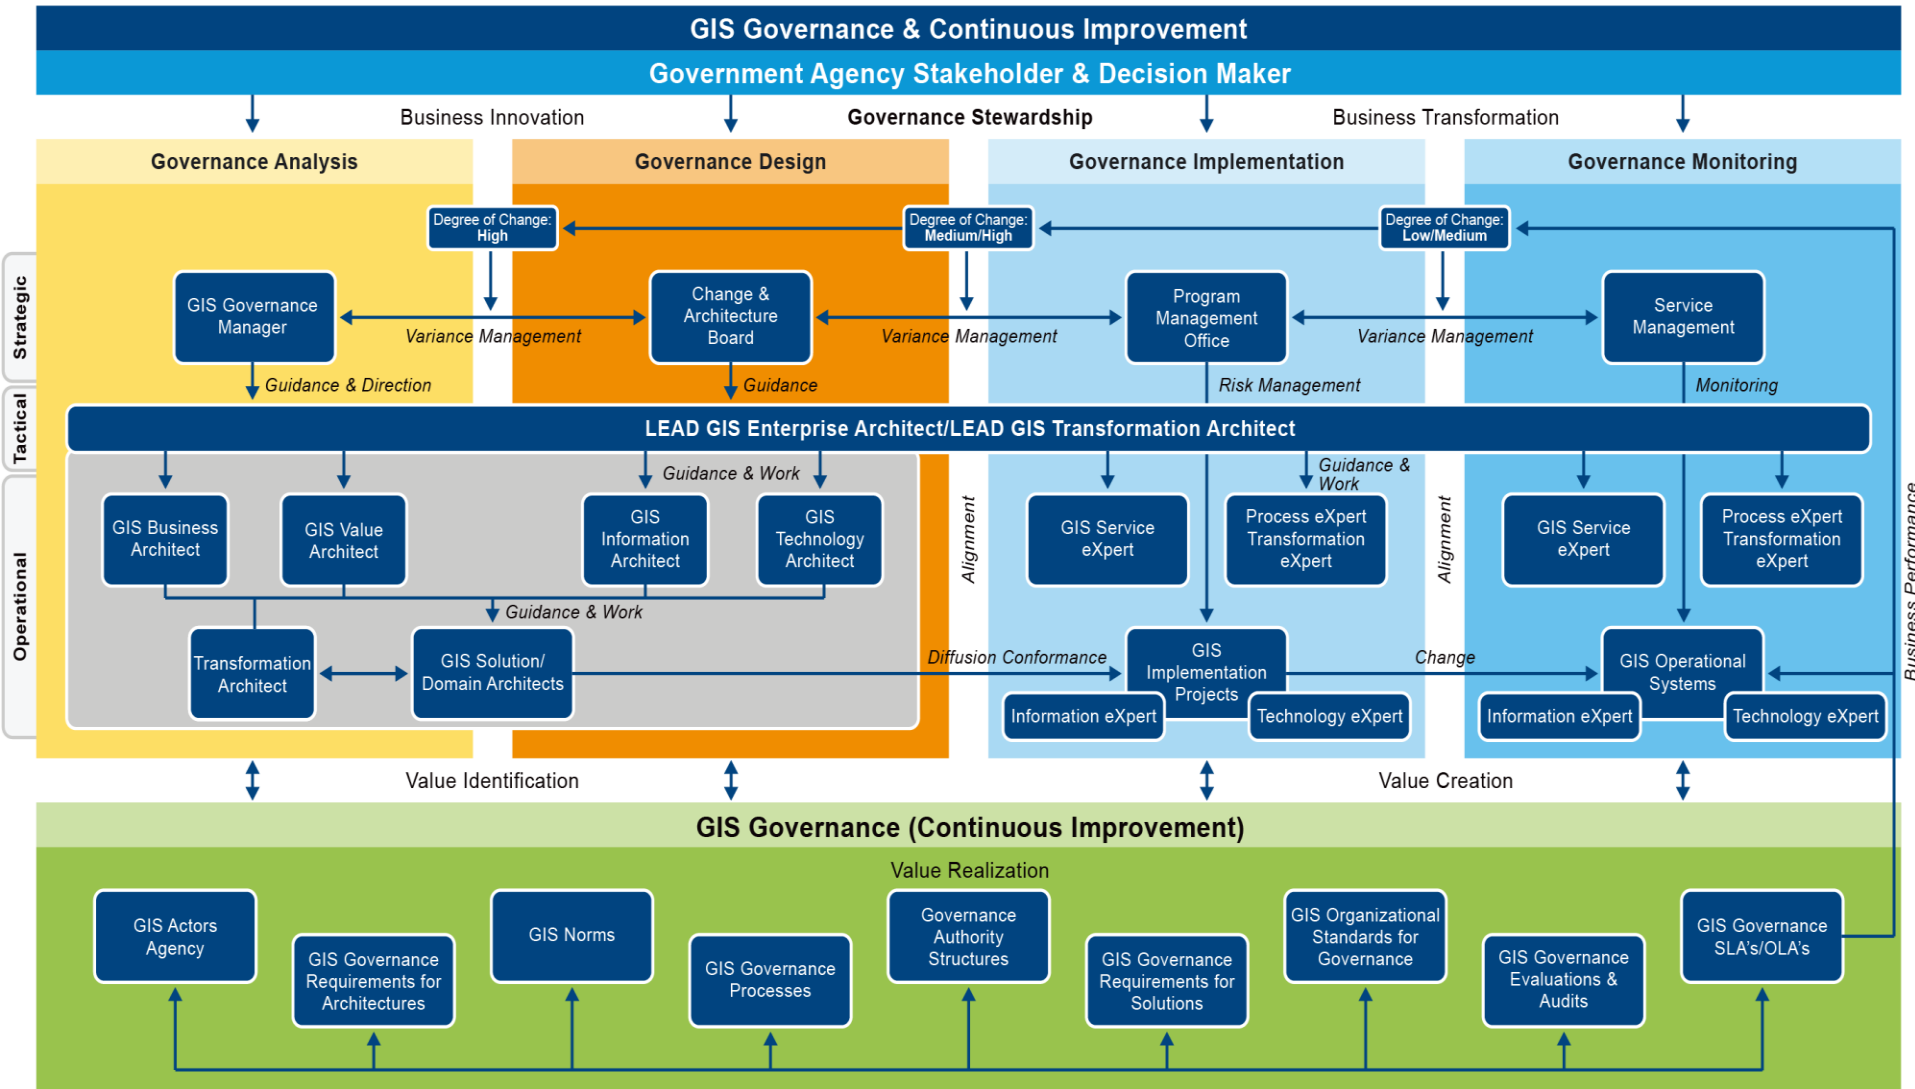 GIS Governance & Continuous Improvement
Government Agency Stakeholder & Decision Maker
Business Innovation
Governance Stewardship
Business Transformation
Governance Analysis
Governance Design
Governance Implementation
Governance Monitoring
Degree of Change:
High
Degree of Change:
Medium/High
Degree of Change:
Low/Medium
Strategic
GIS Governance
Manager
Variance Management
Change &
Architecture
Board
Variance Management
Program
Management
Office
Variance Management
Service
Management
Guidance & Direction
Guidance
Risk Management
Monitoring
Tactical
LEAD GIS Enterprise Architect/LEAD GIS Transformation Architect
Guidance & Work
Guidance &
Work
Operational
GIS Business
Architect
GIS Value
Architect
GIS
Information
Architect
GIS
Technology
Architect
Alignment
GIS Service
eXpert
Process eXpert
Transformation
eXpert
Alignment
GIS Service
eXpert
Process eXpert
Transformation
eXpert
Business Performance
Guidance & Work
Transformation
Architect
GIS Solution/
Domain Architects
Diffusion Conformance
GIS
Implementation
Projects
Change
GIS Operational
Systems
Information eXpert
Technology eXpert
Information eXpert
Technology eXpert
Value Identification
Value Creation
GIS Governance (Continuous Improvement)
Value Realization
GIS Actors
Agency
GIS Governance
Requirements for
Architectures
GIS Norms
GIS Governance
Processes
Governance
Authority
Structures
GIS Governance
Requirements for
Solutions
GIS Organizational
Standards for
Governance
GIS Governance
Evaluations &
Audits
GIS Governance
SLA's/OLA's